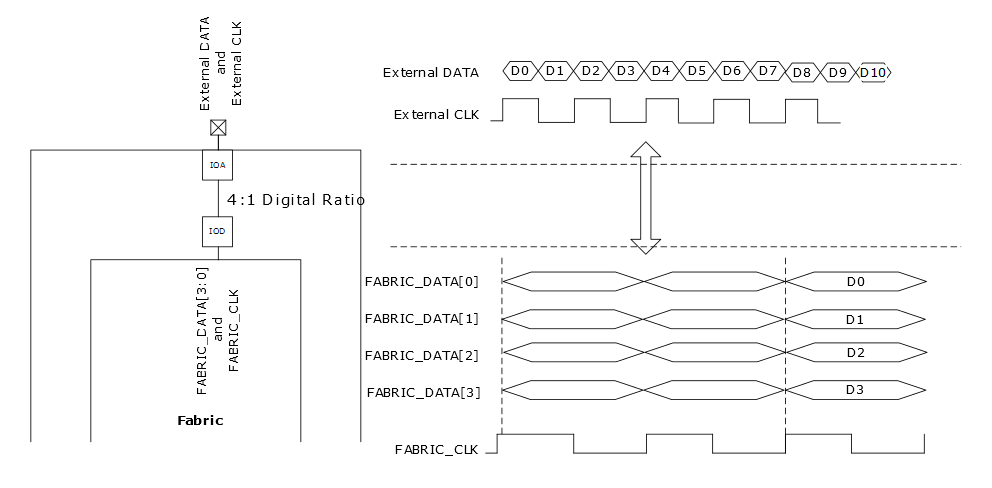 External DATA
and
External CLK
IOA
4:1 Digital Ratio
IOD
FABRIC_DATA[3:0]
and
FABRIC_CLK
Fabric
External DATA D0 D1 D2 D3 D4 D5 D6 D7 D8 D9 D10
External CLK
FABRIC_DATA[0] D0
FABRIC_DATA[1] D1
FABRIC_DATA[2] D2
FABRIC_DATA[3] D3
FABRIC_CLK